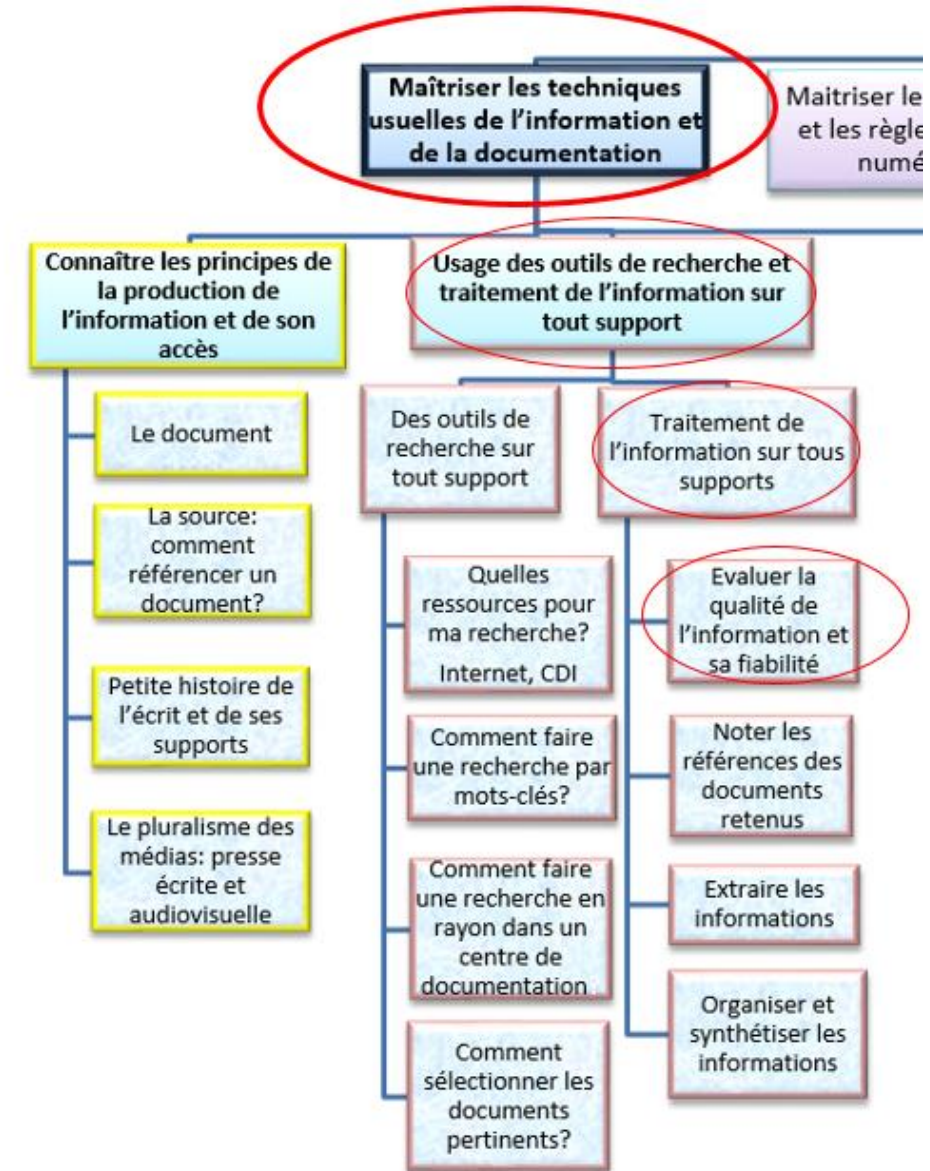 Maîtriser les techniques
usuelles de l’information et
de la documentation
Maitriser le
et les règle
numé
Connaître les principes de
la production de
l’information et de son
accès
Usage des outils de recherche et
traitement de l’information sur
tout support
Le document
La source:
comment
référencer un
document?
Petite histoire de
l’écrit et de ses
supports
Le pluralisme des
médias: presse
écrite et
audiovisuelle
Des outils de
recherche sur
tout support
Quelles
ressources pour
ma recherche?
Internet, CDI
Comment faire
une recherche par
mots-clés?
Comment faire
une recherche en
rayon dans un
centre de
documentation
Comment
sélectionner les
documents
pertinents?
Traitement de
l’information sur tous
supports
Evaluer la
qualité de
l’information et
sa fiabilité
Noter les
références des
documents
retenus
Extraire les
informations
Organiser et
synthétiser les
informations